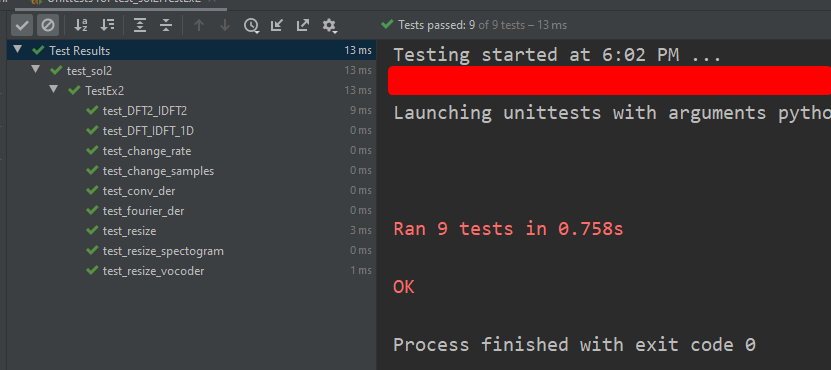 Unittests for test_sol2.TestEx2
Tests passed: 9 of 9 tests – 13 ms
Test Results 13 ms
test_sol2 13 ms
TestEx2 13 ms
test_DFT2_IDFT2 9 ms
test_DFT_IDFT_1D 0 ms
test_change_rate 0 ms
test_change_samples 0 ms
test_conv_der 0 ms
test_fourier_der 0 ms
test_resize 3 ms
test_resize_spectogram 0 ms
test_resize_vocoder 1 ms
Testing started at 6:02 PM ...
Launching unittests with arguments pytho
Ran 9 tests in 0.758s
OK
Process finished with exit code 0